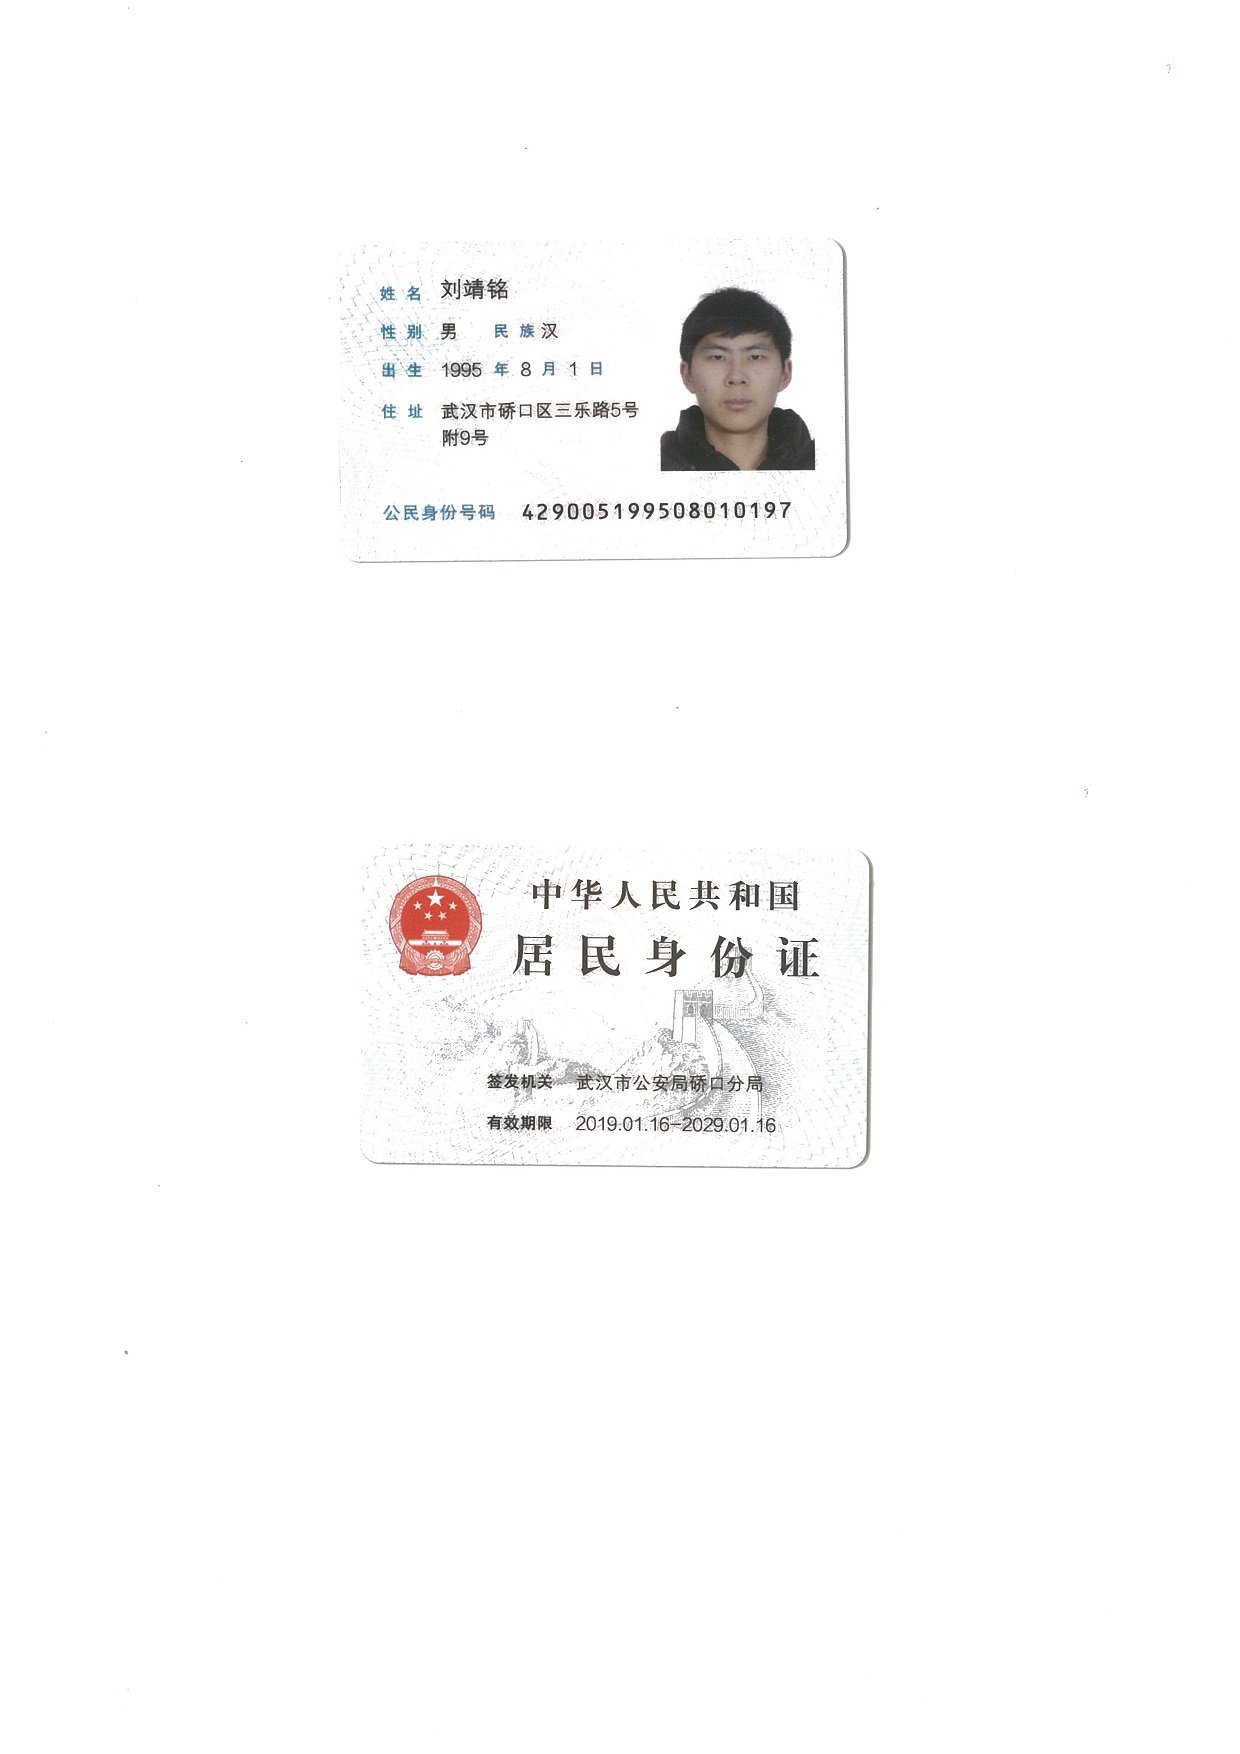 姓名 刘靖铭
性别 男 民族 汉
出生 1995 年 8 月 1 日
住址 武汉市硚口区三乐路5号
附9号
公民身份号码 429005199508010197
中华人民共和国
居民身份证
签发机关 武汉市公安局硚口分局
有效期限 2019.01.16-2029.01.16